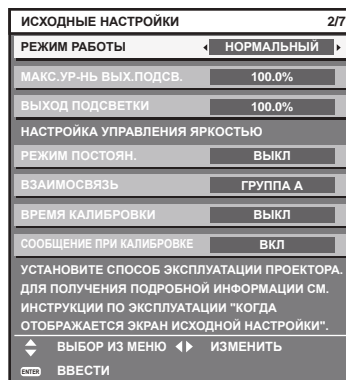 ИСХОДНЫЕ НАСТРОЙКИ 2/7
РЕЖИМ РАБОТЫ НОРМАЛЬНЫЙ
МАКС.УР-НЬ ВЫХ.ПОДСВ. 100.0%
ВЫХОД ПОДСВЕТКИ 100.0%
НАСТРОЙКА УПРАВЛЕНИЯ ЯРКОСТЬЮ
РЕЖИМ ПОСТОЯН. ВЫКЛ
ВЗАИМОСВЯЗЬ ГРУППА A
ВРЕМЯ КАЛИБРОВКИ ВЫКЛ
СООБЩЕНИЕ ПРИ КАЛИБРОВКЕ ВКЛ
УСТАНОВИТЕ СПОСОБ ЭКСПЛУАТАЦИИ ПРОЕКТОРА.
ДЛЯ ПОЛУЧЕНИЯ ПОДРОБНОЙ ИНФОРМАЦИИ СМ.
ИНСТРУКЦИИ ПО ЭКСПЛУАТАЦИИ "КОГДА
ОТОБРАЖАЕТСЯ ЭКРАН ИСХОДНОЙ НАСТРОЙКИ".
ВЫБОР ИЗ МЕНЮ ИЗМЕНИТЬ
ENTER ВВЕСТИ